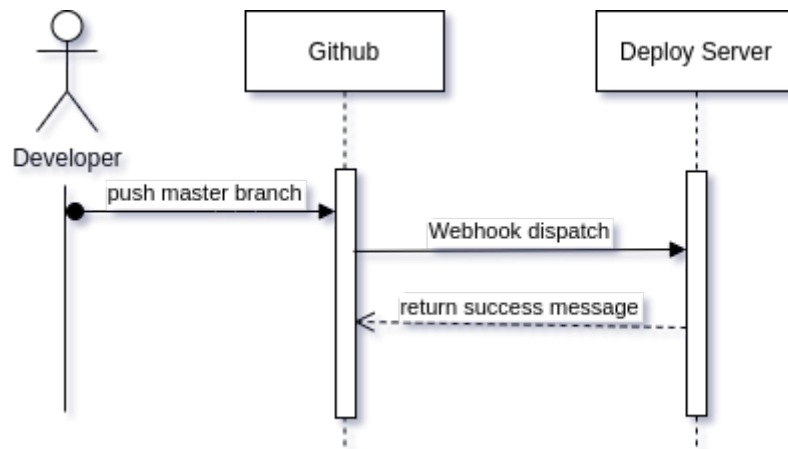 Github
Deploy Server
Developer
push master branch
Webhook dispatch
return success message